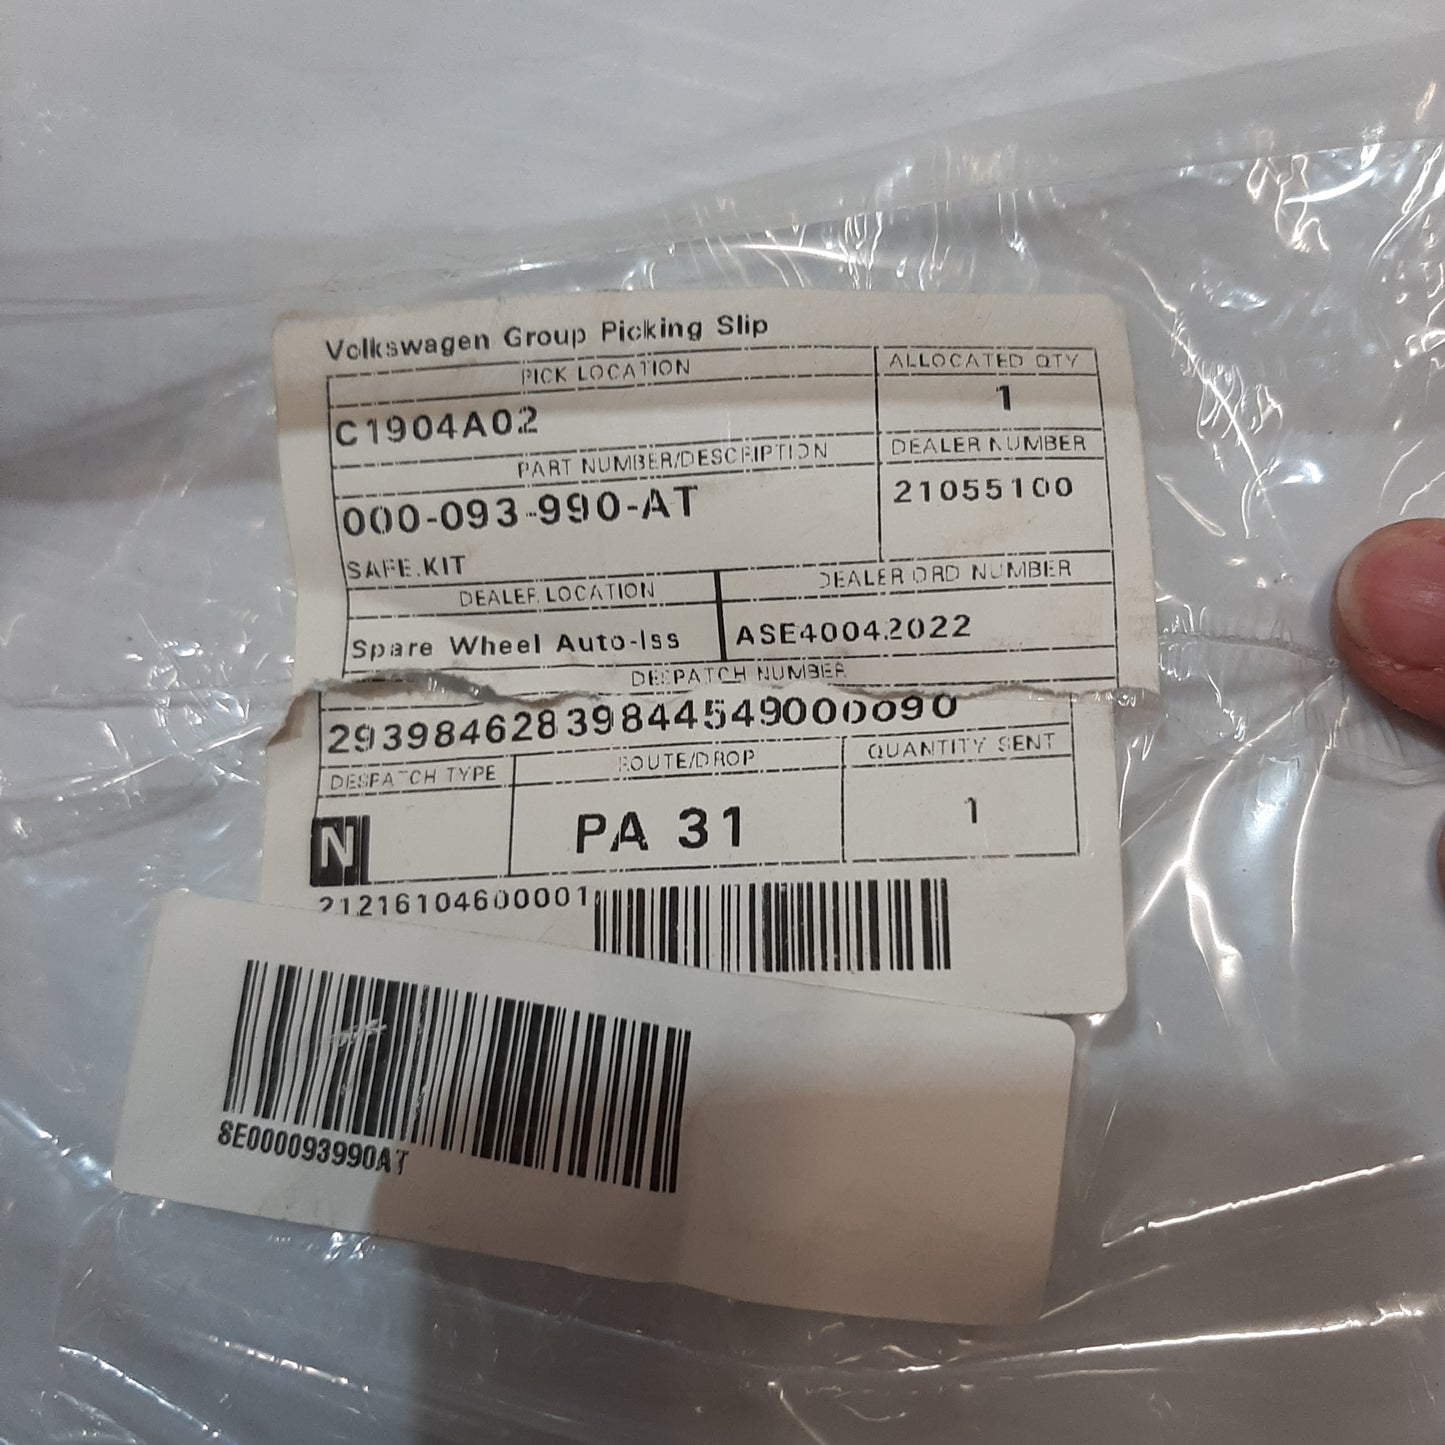 Volkswagen Group Picking Slip
PICK LOCATION
ALLOCATED QTY
C1904A02
1
PART NUMBER/DESCRIPTION
DEALER NUMBER
000-093-990-AT
21055100
SAFE.KIT
DEALER LOCATION
DEALER ORD NUMBER
Spare Wheel Auto-Iss
ASE40042022
DESPATCH NUMBER
29398462839844549000090
DESPATCH TYPE
ROUTE/DROP
QUANTITY SENT
N
PA 31
1
21216104600001
SE000093990AT